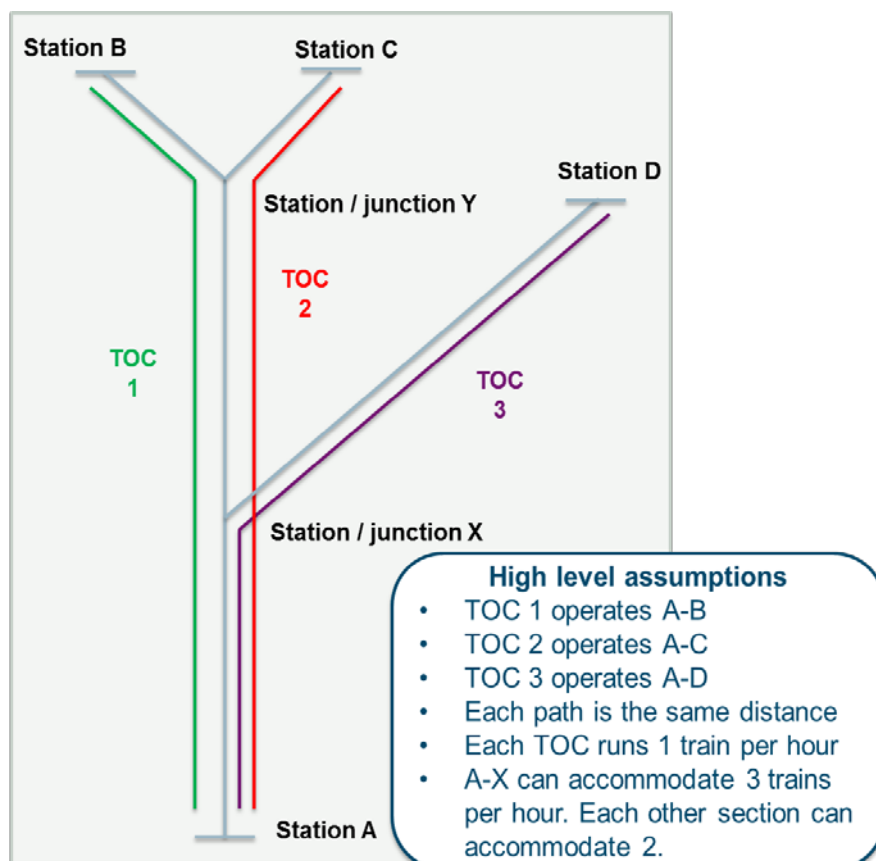 Station B
Station C
Station D
Station / junction Y
TOC
2
TOC
1
TOC
3
Station / junction X
High level assumptions
• TOC 1 operates A-B
• TOC 2 operates A-C
• TOC 3 operates A-D
• Each path is the same distance
• Each TOC runs 1 train per hour
• A-X can accommodate 3 trains
per hour. Each other section can
accommodate 2.
Station A